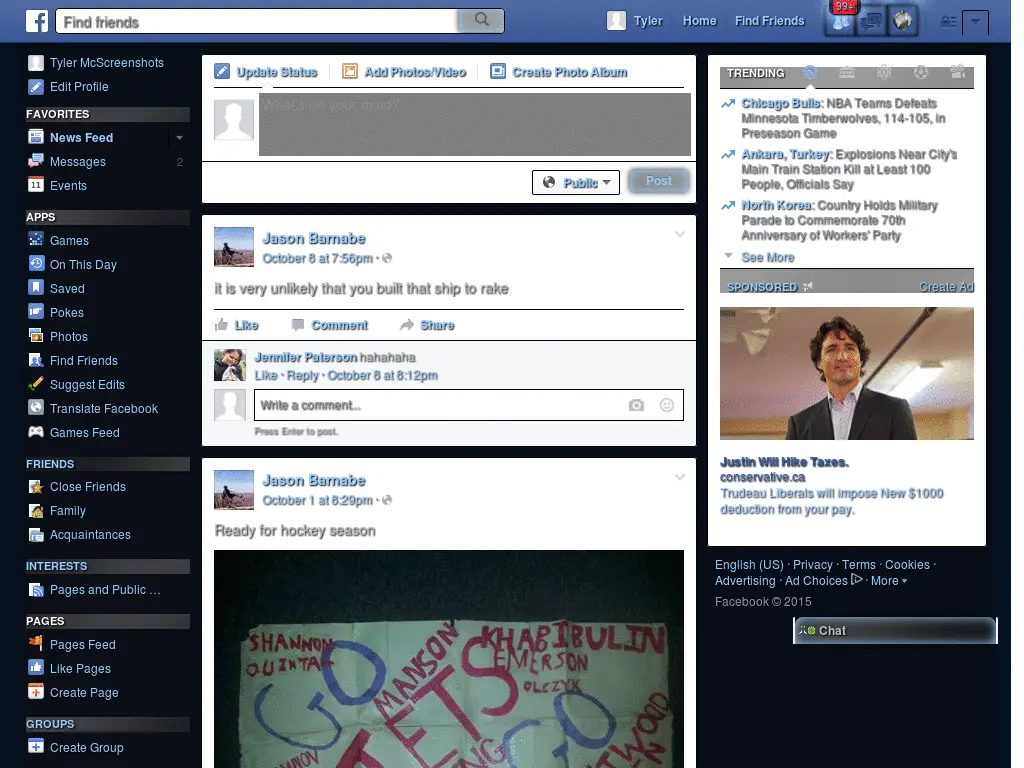 f
Find friends
Tyler
Home
Find Friends
99+
Tyler McScreenshots
Edit Profile
FAVORITES
News Feed
Messages 2
11 Events
APPS
Games
On This Day
Saved
Pokes
Photos
Find Friends
Suggest Edits
Translate Facebook
Games Feed
FRIENDS
Close Friends
Family
Acquaintances
INTERESTS
Pages and Public ...
PAGES
Pages Feed
Like Pages
Create Page
GROUPS
Create Group
Update Status
Add Photos/Video
Create Photo Album
What's on your mind?
Public
Post
Jason Barnabe
October 8 at 7:56pm ·
it is very unlikely that you built that ship to rake
Like
Comment
Share
Jennifer Paterson hahahaha
Like · Reply · October 8 at 8:12pm
Write a comment...
Press Enter to post.
Jason Barnabe
October 1 at 8:29pm ·
Ready for hockey season
SHANNON
QUINTAL
MANSON
KHABIBULIN
EMERSON
OLCZYK
GO
JETS
GO
TRENDING
Chicago Bulls: NBA Teams Defeats
Minnesota Timberwolves, 114-105, in
Preseason Game
Ankara, Turkey: Explosions Near City's
Main Train Station Kill at Least 100
People, Officials Say
North Korea: Country Holds Military
Parade to Commemorate 70th
Anniversary of Workers' Party
See More
SPONSORED
Create Ad
Justin Will Hike Taxes.
conservative.ca
Trudeau Liberals will impose New $1000
deduction from your pay.
English (US) · Privacy · Terms · Cookies ·
Advertising · Ad Choices · More
Facebook © 2015
Chat